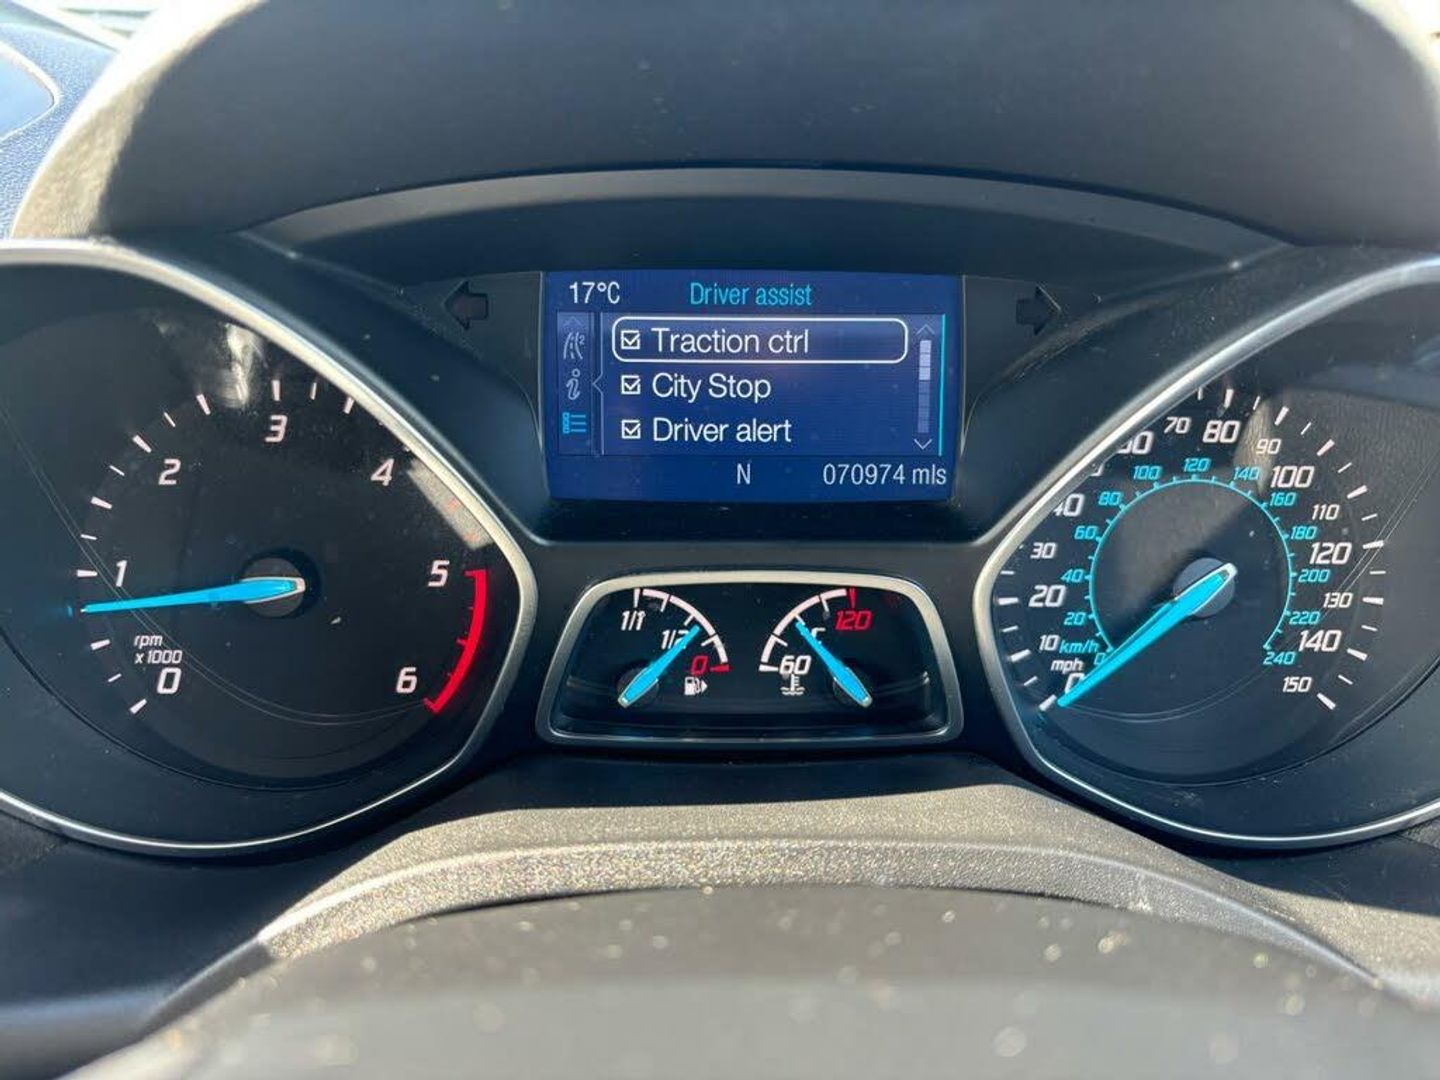 17°C Driver assist
Traction ctrl
City Stop
Driver alert
N 070974 mls
0 1 2 3 4 5 6
rpm
x 1000
1/1 1/2 0
60 °C 120
0 10 20 30 40 70 80 90 100 110 120 130 140 150
mph
0 20 40 60 80 100 120 140 160 180 200 220 240
km/h